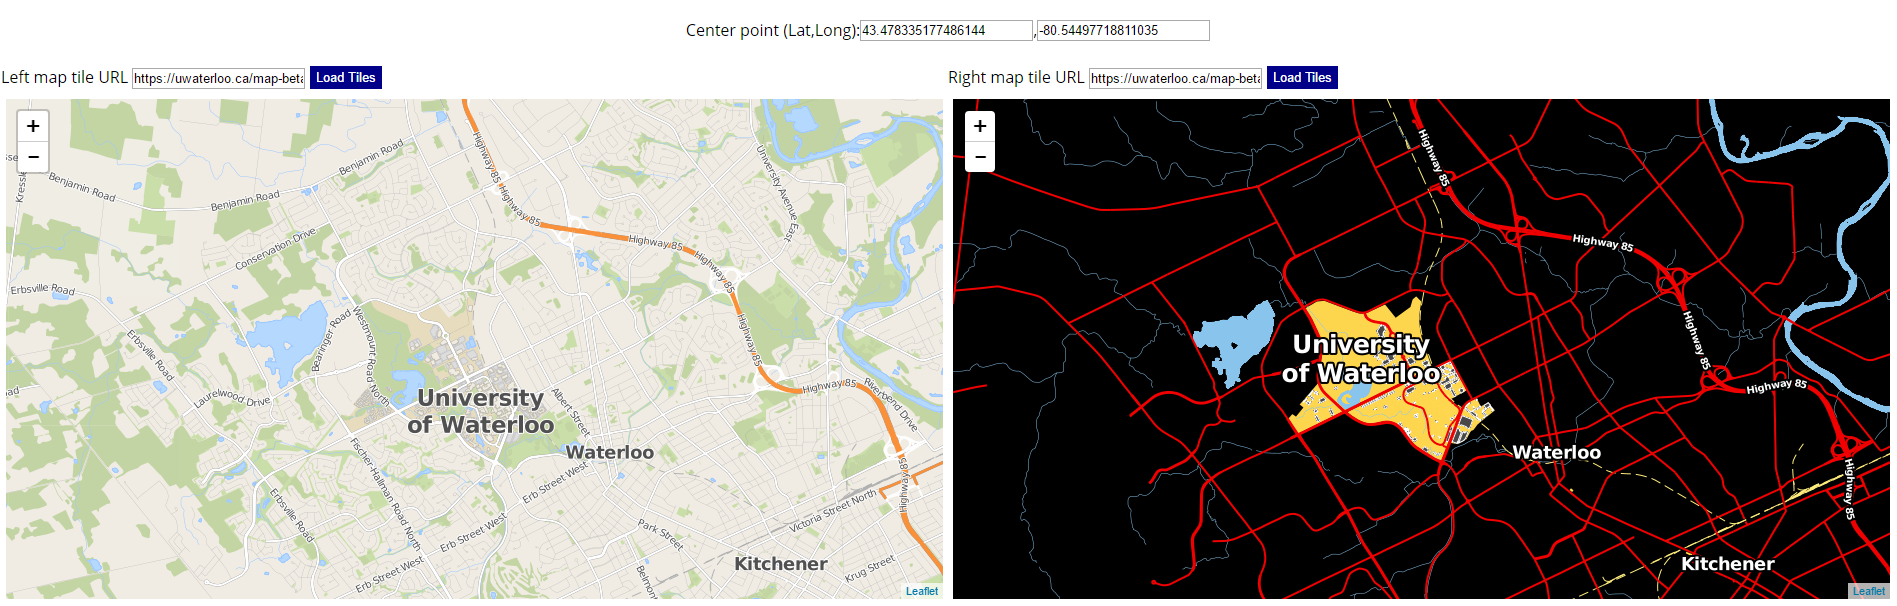 Center point (Lat,Long): 43.478335177486144 , -80.54497718811035
Left map tile URL https://uwaterloo.ca/map-beta Load Tiles
Right map tile URL https://uwaterloo.ca/map-beta Load Tiles
+
-
Benjamin Road
Benjamin Road
Benjamin Road
Highway 85
Highway 85
University Avenue East
Conservation Drive
Highway 85
Highway 85
Erbsville Road
Erbsville Road
Bearinger Road
Westmount Road North
Highway 85
Laurelwood Drive
University
of Waterloo
Albert Street
Highway 85
Riverbend Drive
Waterloo
Fischer-Hallman Road North
Erb Street West
Erbsville Road
Erb Street West
Victoria Street North
Highway 85
Park Street
Erb Street West
Kitchener
Krug Street
Leaflet
+
-
Highway 85
Highway 85
Highway 85
University
of Waterloo
Highway 85
Waterloo
Highway 85
Kitchener
Leaflet